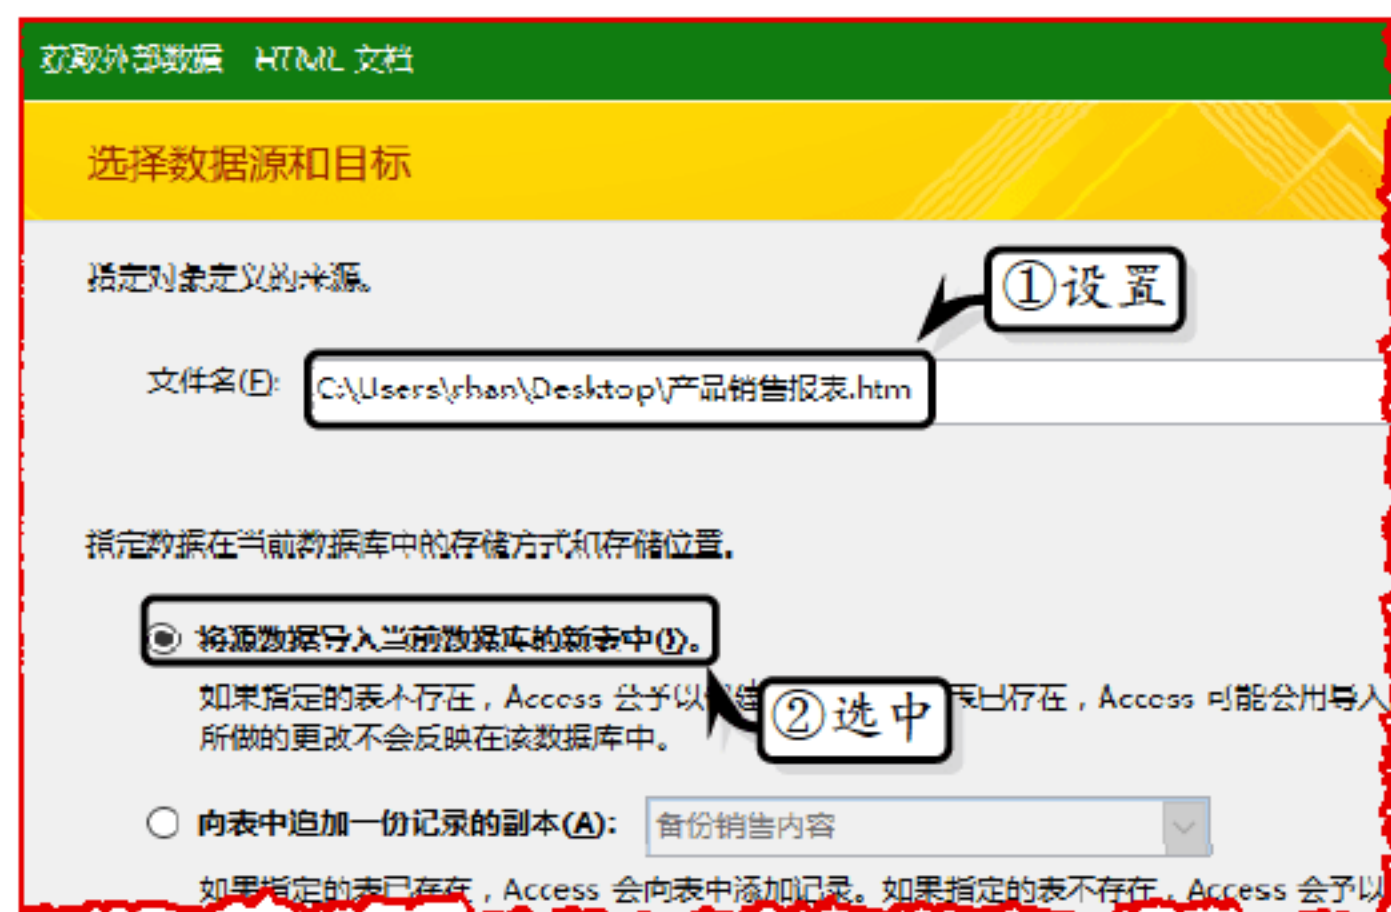 获取外部数据 HTML 文档
选择数据源和目标
指定对象定义的来源。
①设置
文件名(F): C:\Users\shan\Desktop\产品销售报表.htm
指定数据在当前数据库中的存储方式和存储位置。
将源数据导入当前数据库的新表中(I)。
如果指定的表不存在，Access 会予以创建 表已存在，Access 可能会用导入
②选中
所做的更改不会反映在该数据库中。
向表中追加一份记录的副本(A): 备份销售内容
如果指定的表已存在，Access 会向表中添加记录。如果指定的表不存在，Access 会予以